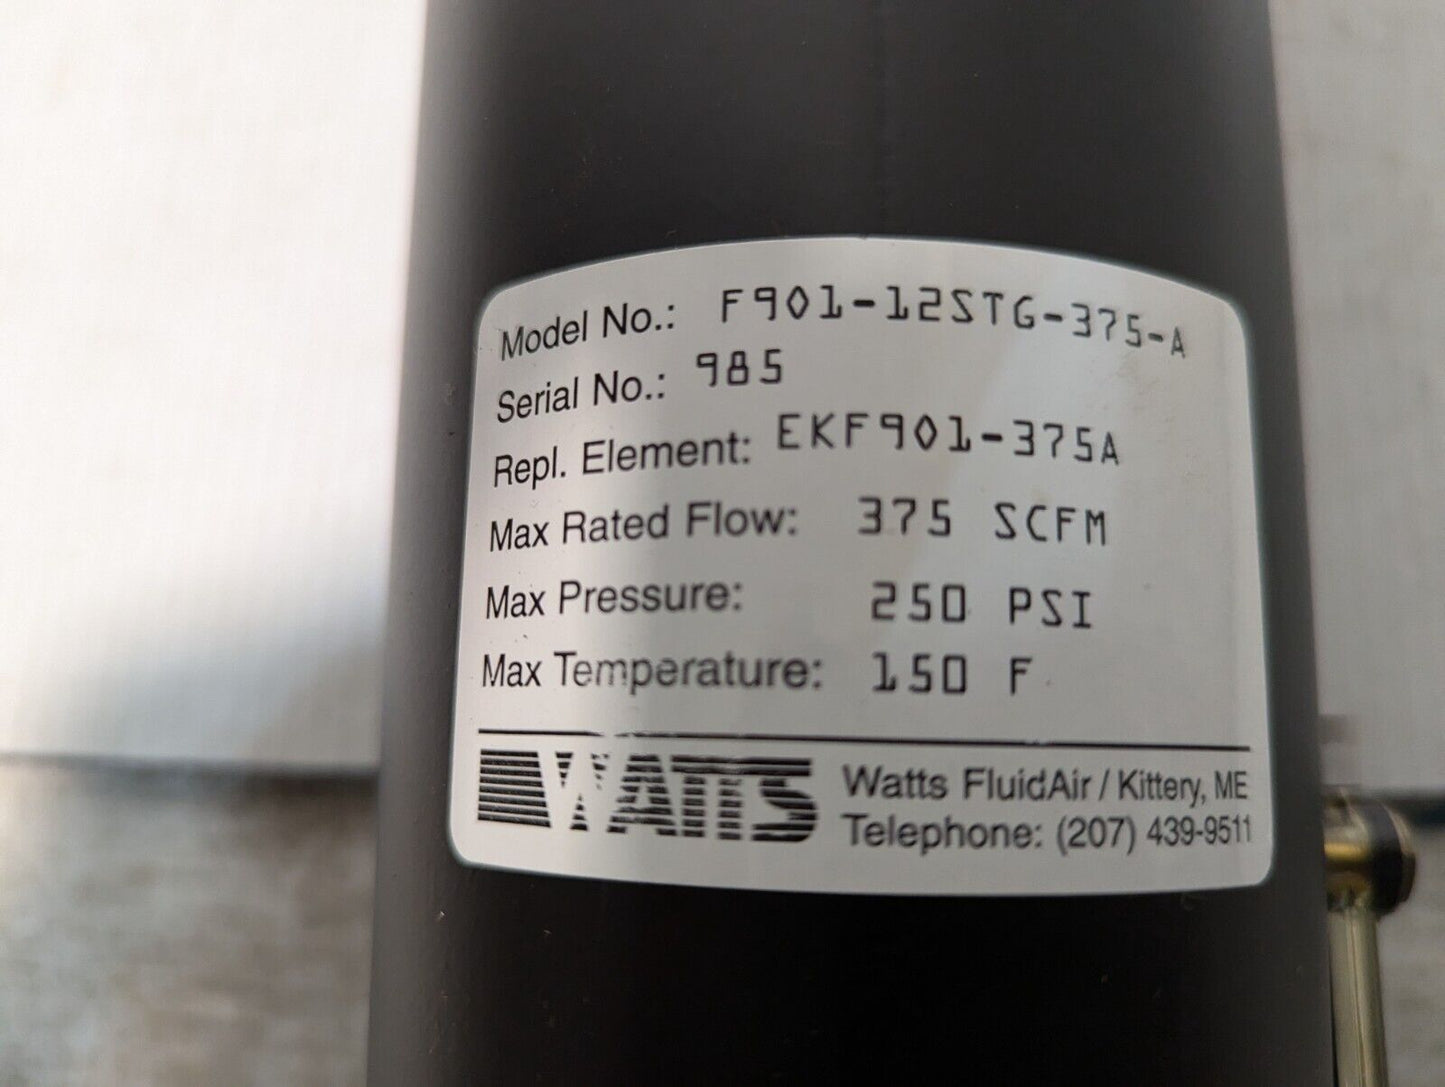 Model No.: F901-12STG-375-A
Serial No.: 985
Repl. Element: EKF901-375A
Max Rated Flow: 375 SCFM
Max Pressure: 250 PSI
Max Temperature: 150 F
WATTS
Watts FluidAir / Kittery, ME
Telephone: (207) 439-9511